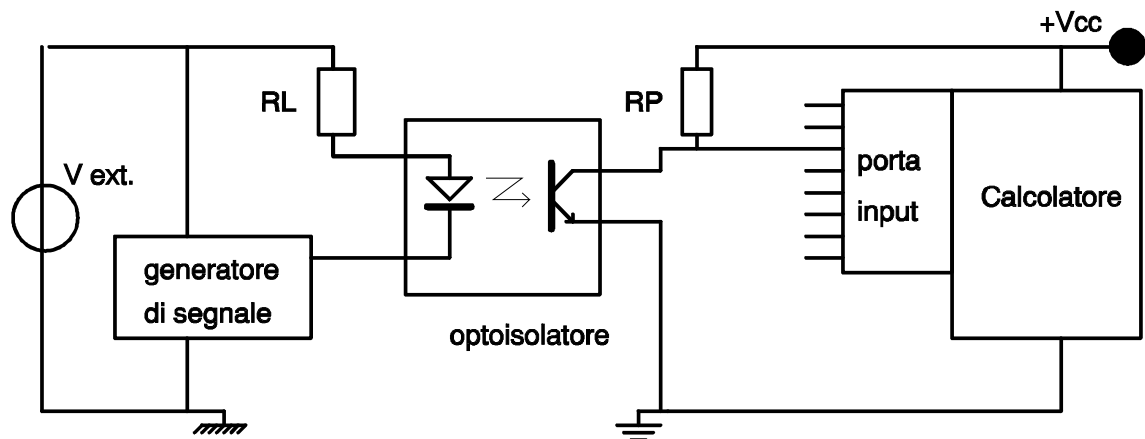 +Vcc
RL
RP
V ext.
porta
input
Calcolatore
generatore
di segnale
optoisolatore